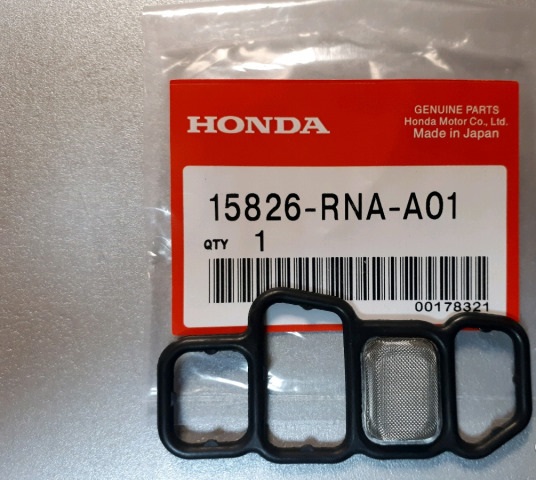 HONDA
GENUINE PARTS
Honda Motor Co., Ltd.
Made in Japan
15826-RNA-A01
QTY 1
00178321